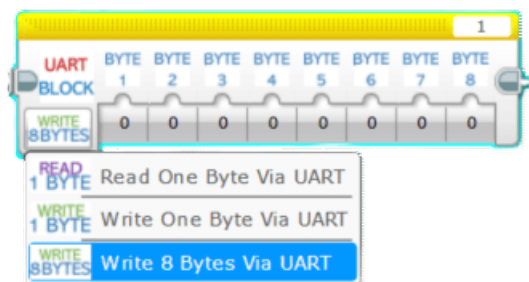 1
UART BYTE BYTE BYTE BYTE BYTE BYTE BYTE BYTE
BLOCK 1 2 3 4 5 6 7 8
WRITE
8BYTES 0 0 0 0 0 0 0 0
READ
1 BYTE Read One Byte Via UART
WRITE
1 BYTE Write One Byte Via UART
WRITE
8BYTES Write 8 Bytes Via UART